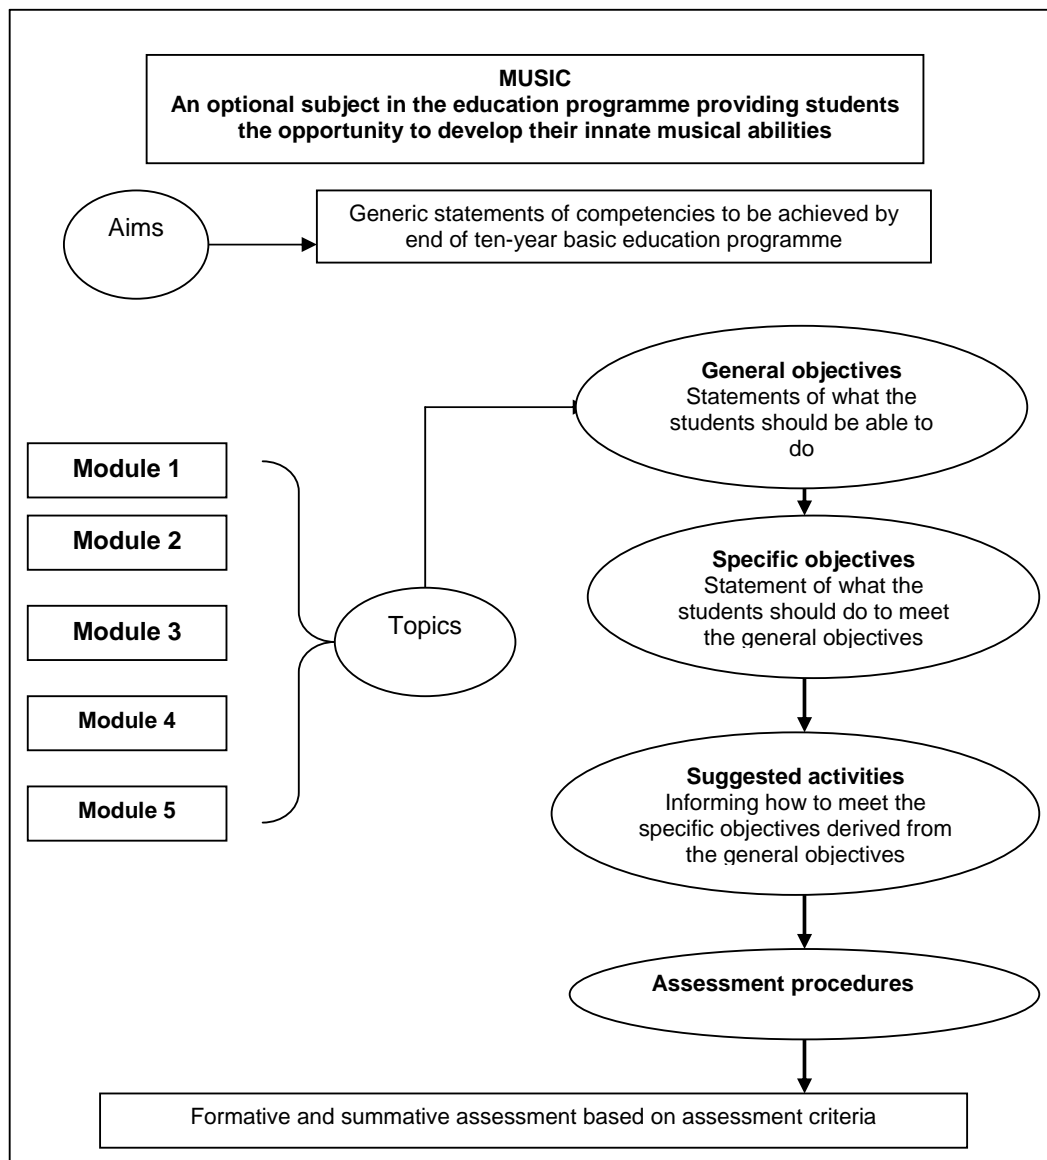 MUSIC
An optional subject in the education programme providing students
the opportunity to develop their innate musical abilities
Aims
Generic statements of competencies to be achieved by
end of ten-year basic education programme
General objectives
Statements of what the
students should be able to
do
Module 1
Module 2
Module 3
Module 4
Module 5
Topics
Specific objectives
Statement of what the
students should do to meet
the general objectives
Suggested activities
Informing how to meet the
specific objectives derived from
the general objectives
Assessment procedures
Formative and summative assessment based on assessment criteria